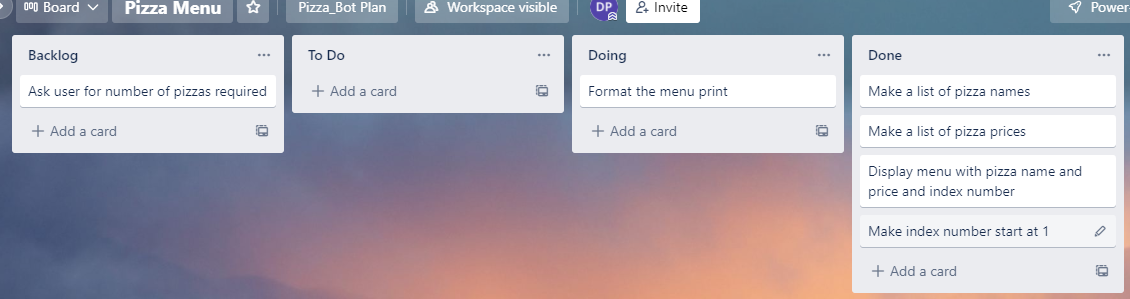 Board
Pizza Menu
Pizza_Bot Plan
Workspace visible
DP
Invite
Power-
Backlog
Ask user for number of pizzas required
Add a card
To Do
Add a card
Doing
Format the menu print
Add a card
Done
Make a list of pizza names
Make a list of pizza prices
Display menu with pizza name and
price and index number
Make index number start at 1
Add a card